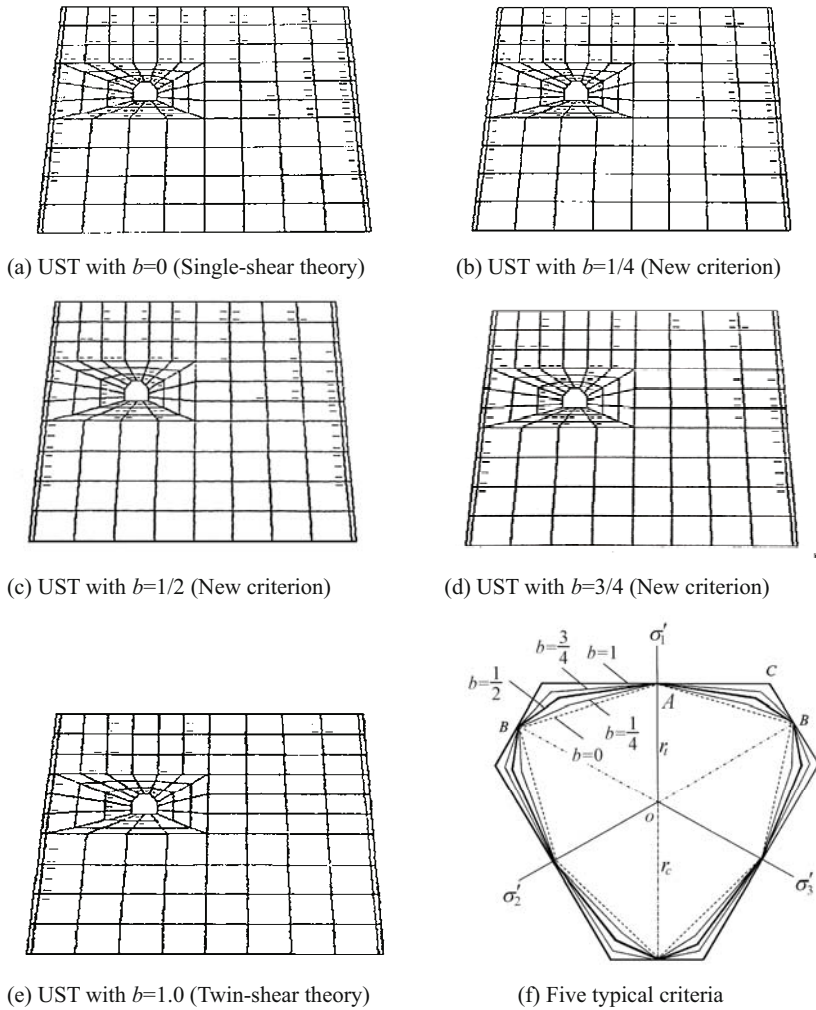 (a) UST with b=0 (Single-shear theory)
(b) UST with b=1/4 (New criterion)
(c) UST with b=1/2 (New criterion)
(d) UST with b=3/4 (New criterion)
σ′₁
b=3/4
b=1
C
b=1/2
A
B
B
b=1/4
b=0
rₜ
o
r꜀
σ′₂
σ′₃
(e) UST with b=1.0 (Twin-shear theory)
(f) Five typical criteria